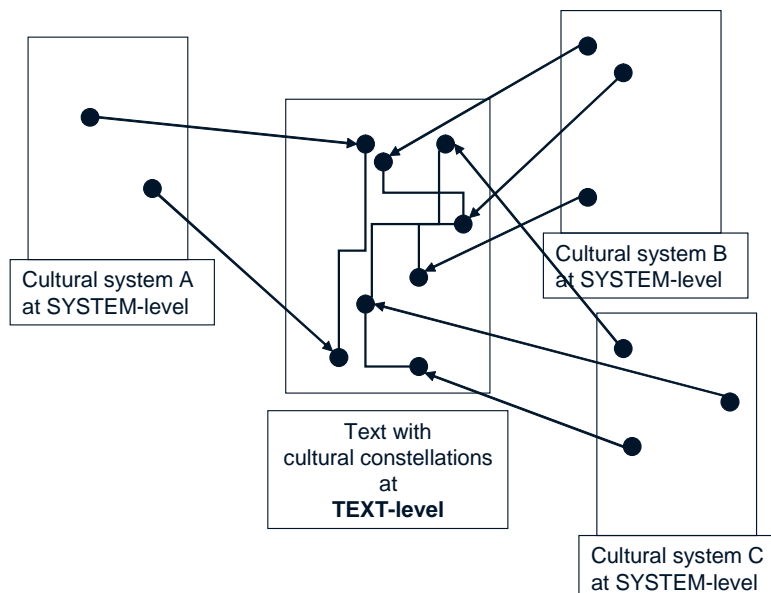 Cultural system A
at SYSTEM-level
Cultural system B
at SYSTEM-level
Text with
cultural constellations
at
TEXT-level
Cultural system C
at SYSTEM-level